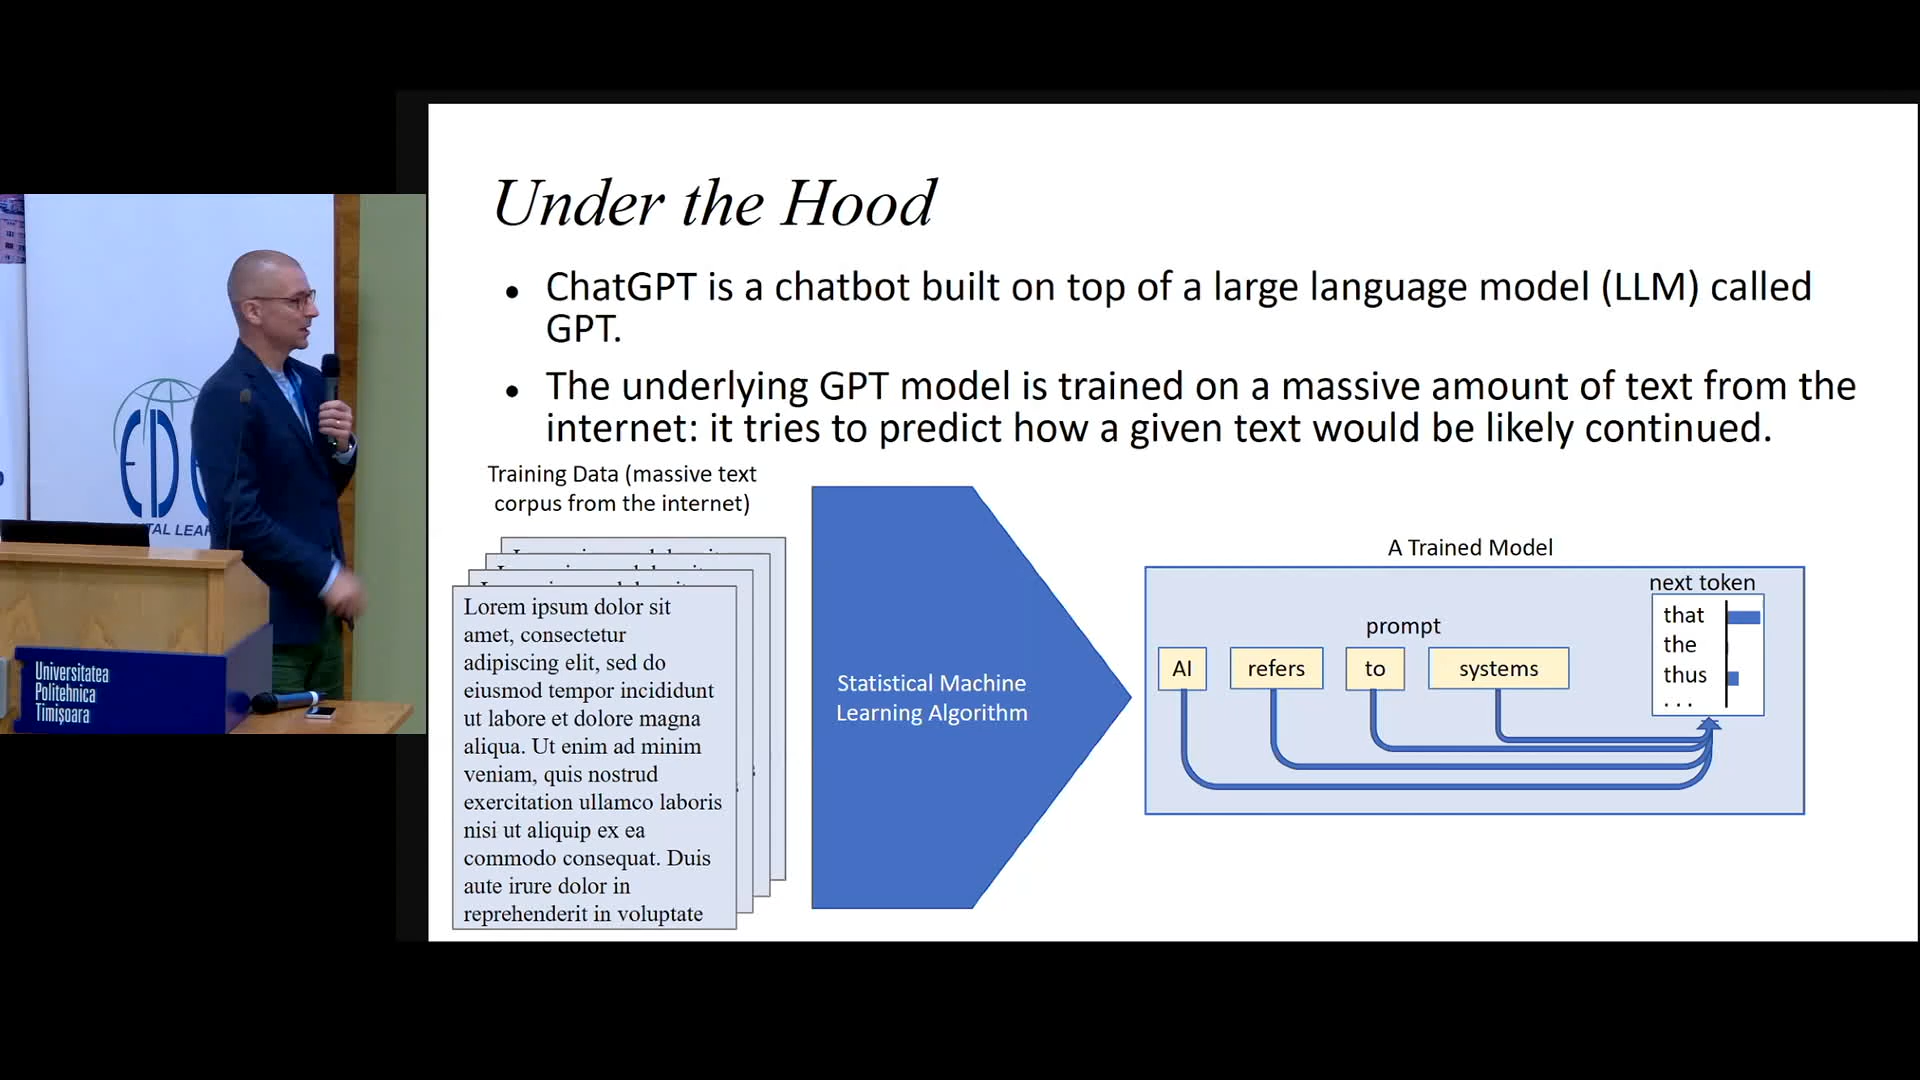 Under the Hood
• ChatGPT is a chatbot built on top of a large language model (LLM) called
GPT.
• The underlying GPT model is trained on a massive amount of text from the
internet: it tries to predict how a given text would be likely continued.
Training Data (massive text
corpus from the internet)
Lorem ipsum dolor sit
amet, consectetur
adipiscing elit, sed do
eiusmod tempor incididunt
ut labore et dolore magna
aliqua. Ut enim ad minim
veniam, quis nostrud
exercitation ullamco laboris
nisi ut aliquip ex ea
commodo consequat. Duis
aute irure dolor in
reprehenderit in voluptate
Statistical Machine
Learning Algorithm
A Trained Model
next token
that
the
thus
. . .
prompt
AI refers to systems
Universitatea
Politehnica
Timișoara